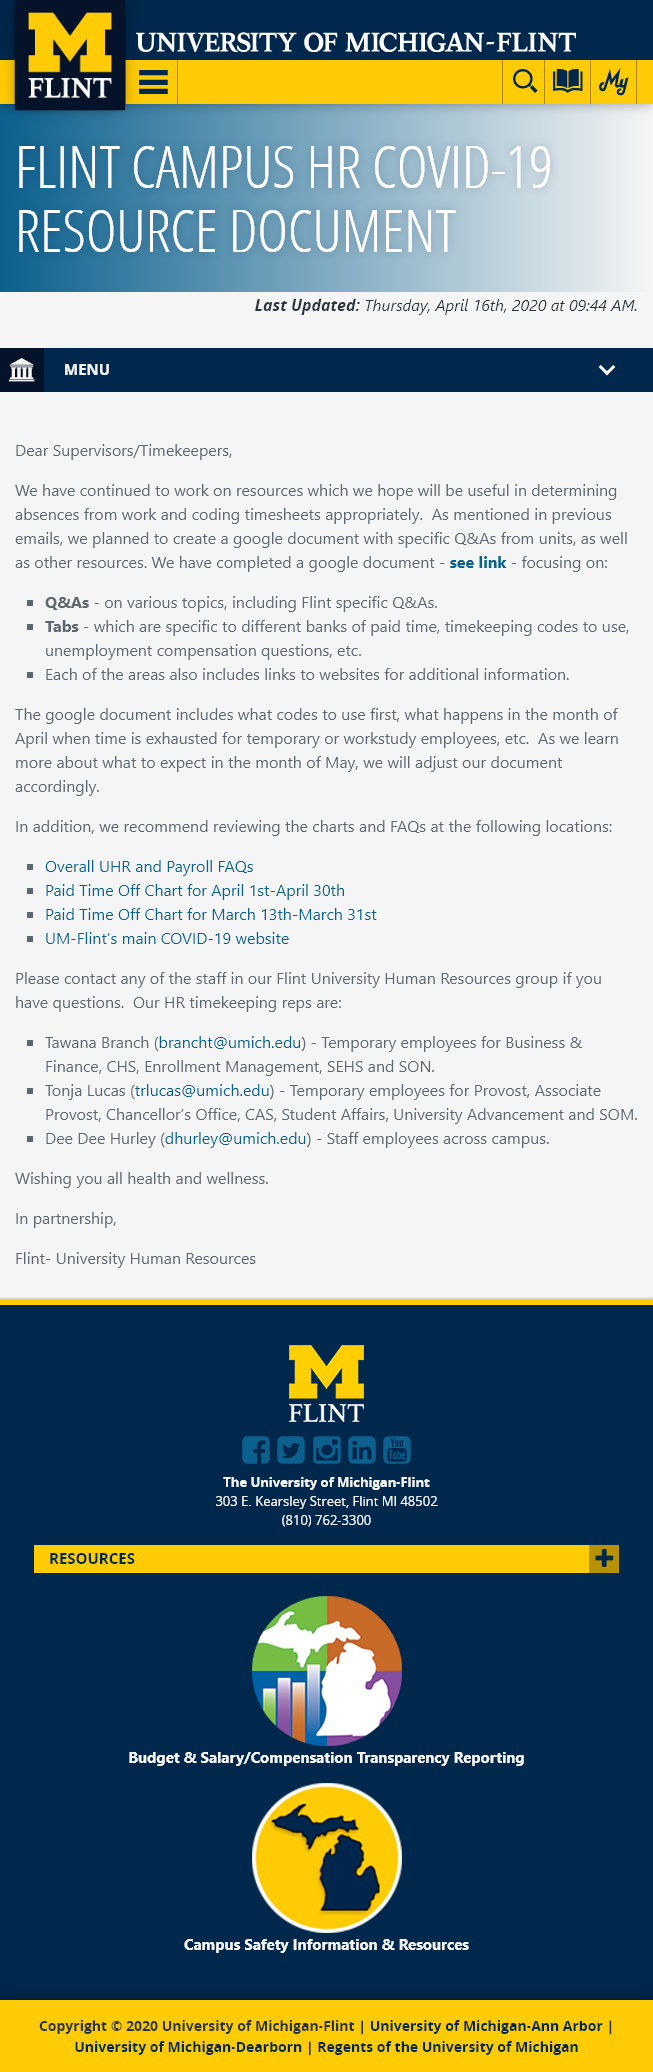 M
FLINT
UNIVERSITY OF MICHIGAN-FLINT
My
FLINT CAMPUS HR COVID-19
RESOURCE DOCUMENT
Last Updated: Thursday, April 16th, 2020 at 09:44 AM.
MENU
Dear Supervisors/Timekeepers,
We have continued to work on resources which we hope will be useful in determining
absences from work and coding timesheets appropriately.  As mentioned in previous
emails, we planned to create a google document with specific Q&As from units, as well
as other resources. We have completed a google document - see link - focusing on:
Q&As - on various topics, including Flint specific Q&As.
Tabs - which are specific to different banks of paid time, timekeeping codes to use,
unemployment compensation questions, etc.
Each of the areas also includes links to websites for additional information.
The google document includes what codes to use first, what happens in the month of
April when time is exhausted for temporary or workstudy employees, etc.  As we learn
more about what to expect in the month of May, we will adjust our document
accordingly.
In addition, we recommend reviewing the charts and FAQs at the following locations:
Overall UHR and Payroll FAQs
Paid Time Off Chart for April 1st-April 30th
Paid Time Off Chart for March 13th-March 31st
UM-Flint's main COVID-19 website
Please contact any of the staff in our Flint University Human Resources group if you
have questions.  Our HR timekeeping reps are:
Tawana Branch (brancht@umich.edu) - Temporary employees for Business &
Finance, CHS, Enrollment Management, SEHS and SON.
Tonja Lucas (trlucas@umich.edu) - Temporary employees for Provost, Associate
Provost, Chancellor's Office, CAS, Student Affairs, University Advancement and SOM.
Dee Dee Hurley (dhurley@umich.edu) - Staff employees across campus.
Wishing you all health and wellness.
In partnership,
Flint- University Human Resources
M
FLINT
You Tube
The University of Michigan-Flint
303 E. Kearsley Street, Flint MI 48502
(810) 762-3300
RESOURCES
Budget & Salary/Compensation Transparency Reporting
Campus Safety Information & Resources
Copyright © 2020 University of Michigan-Flint | University of Michigan-Ann Arbor |
University of Michigan-Dearborn | Regents of the University of Michigan